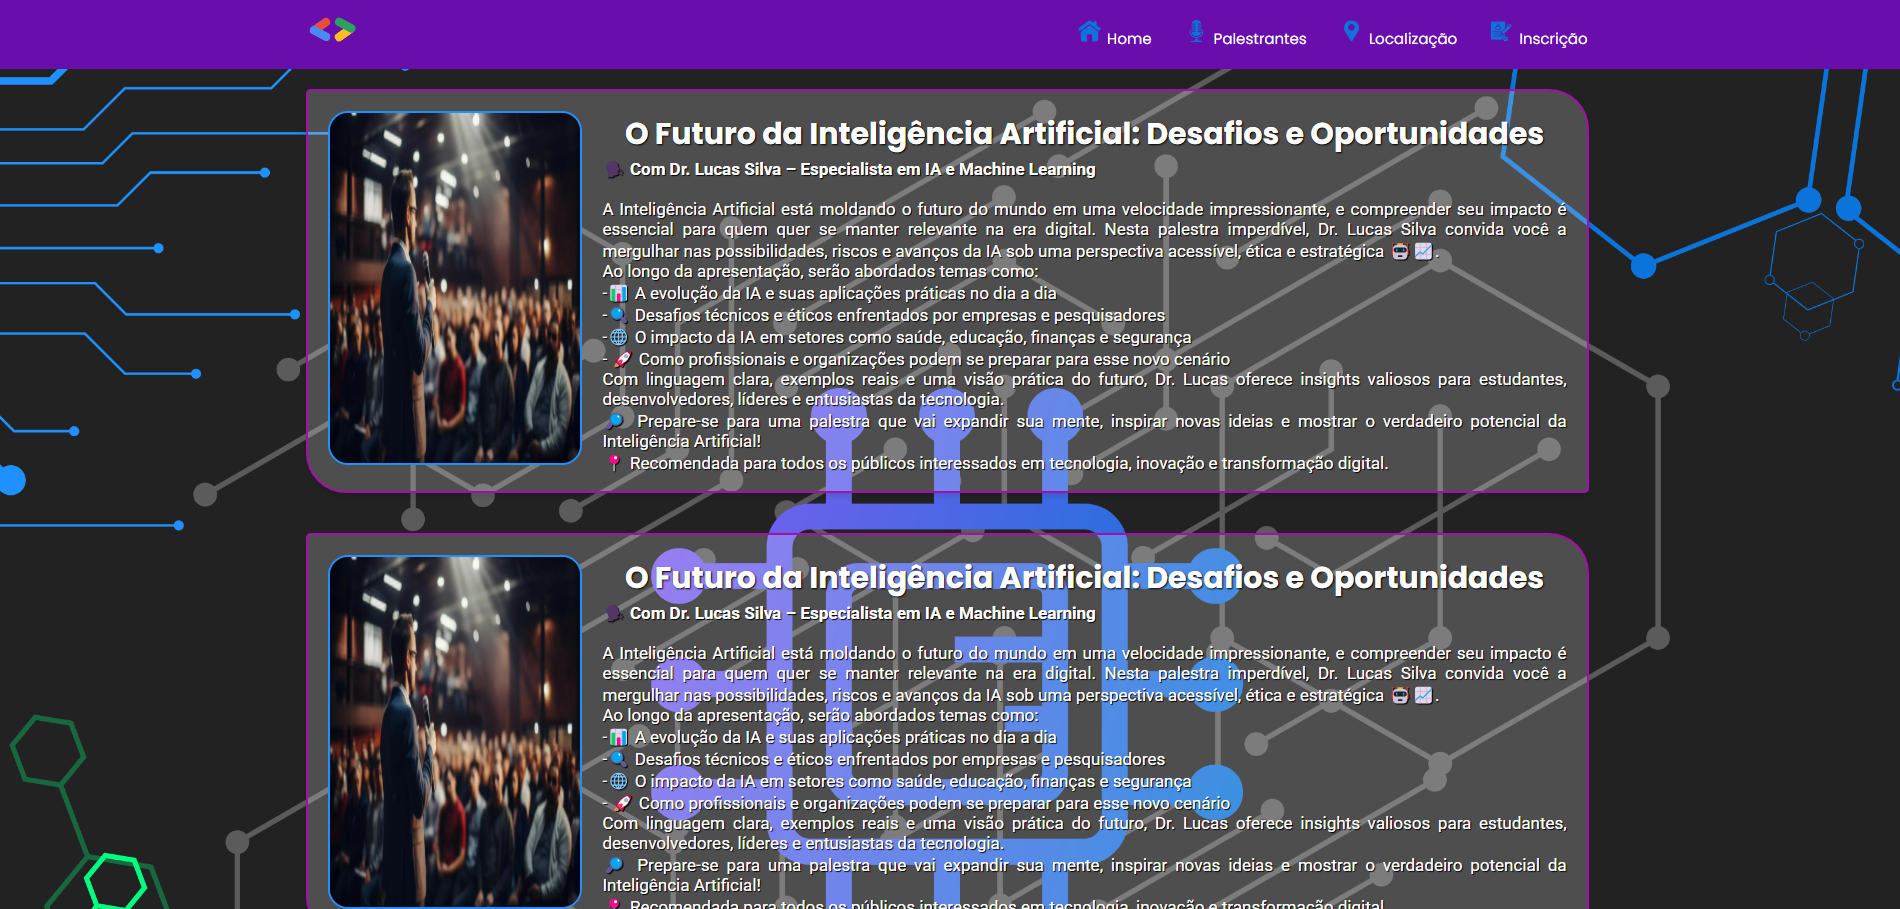 Home Palestrantes Localização Inscrição
O Futuro da Inteligência Artificial: Desafios e Oportunidades
🗣️ Com Dr. Lucas Silva – Especialista em IA e Machine Learning
A Inteligência Artificial está moldando o futuro do mundo em uma velocidade impressionante, e compreender seu impacto é
essencial para quem quer se manter relevante na era digital. Nesta palestra imperdível, Dr. Lucas Silva convida você a
mergulhar nas possibilidades, riscos e avanços da IA sob uma perspectiva acessível, ética e estratégica 🤖📈.
Ao longo da apresentação, serão abordados temas como:
-📊 A evolução da IA e suas aplicações práticas no dia a dia
-🔍 Desafios técnicos e éticos enfrentados por empresas e pesquisadores
-🌐 O impacto da IA em setores como saúde, educação, finanças e segurança
- 🚀 Como profissionais e organizações podem se preparar para esse novo cenário
Com linguagem clara, exemplos reais e uma visão prática do futuro, Dr. Lucas oferece insights valiosos para estudantes,
desenvolvedores, líderes e entusiastas da tecnologia.
🔎 Prepare-se para uma palestra que vai expandir sua mente, inspirar novas ideias e mostrar o verdadeiro potencial da
Inteligência Artificial!
📍 Recomendada para todos os públicos interessados em tecnologia, inovação e transformação digital.
O Futuro da Inteligência Artificial: Desafios e Oportunidades
🗣️ Com Dr. Lucas Silva – Especialista em IA e Machine Learning
A Inteligência Artificial está moldando o futuro do mundo em uma velocidade impressionante, e compreender seu impacto é
essencial para quem quer se manter relevante na era digital. Nesta palestra imperdível, Dr. Lucas Silva convida você a
mergulhar nas possibilidades, riscos e avanços da IA sob uma perspectiva acessível, ética e estratégica 🤖📈.
Ao longo da apresentação, serão abordados temas como:
-📊 A evolução da IA e suas aplicações práticas no dia a dia
-🔍 Desafios técnicos e éticos enfrentados por empresas e pesquisadores
-🌐 O impacto da IA em setores como saúde, educação, finanças e segurança
- 🚀 Como profissionais e organizações podem se preparar para esse novo cenário
Com linguagem clara, exemplos reais e uma visão prática do futuro, Dr. Lucas oferece insights valiosos para estudantes,
desenvolvedores, líderes e entusiastas da tecnologia.
🔎 Prepare-se para uma palestra que vai expandir sua mente, inspirar novas ideias e mostrar o verdadeiro potencial da
Inteligência Artificial!
📍 Recomendada para todos os públicos interessados em tecnologia, inovação e transformação digital.